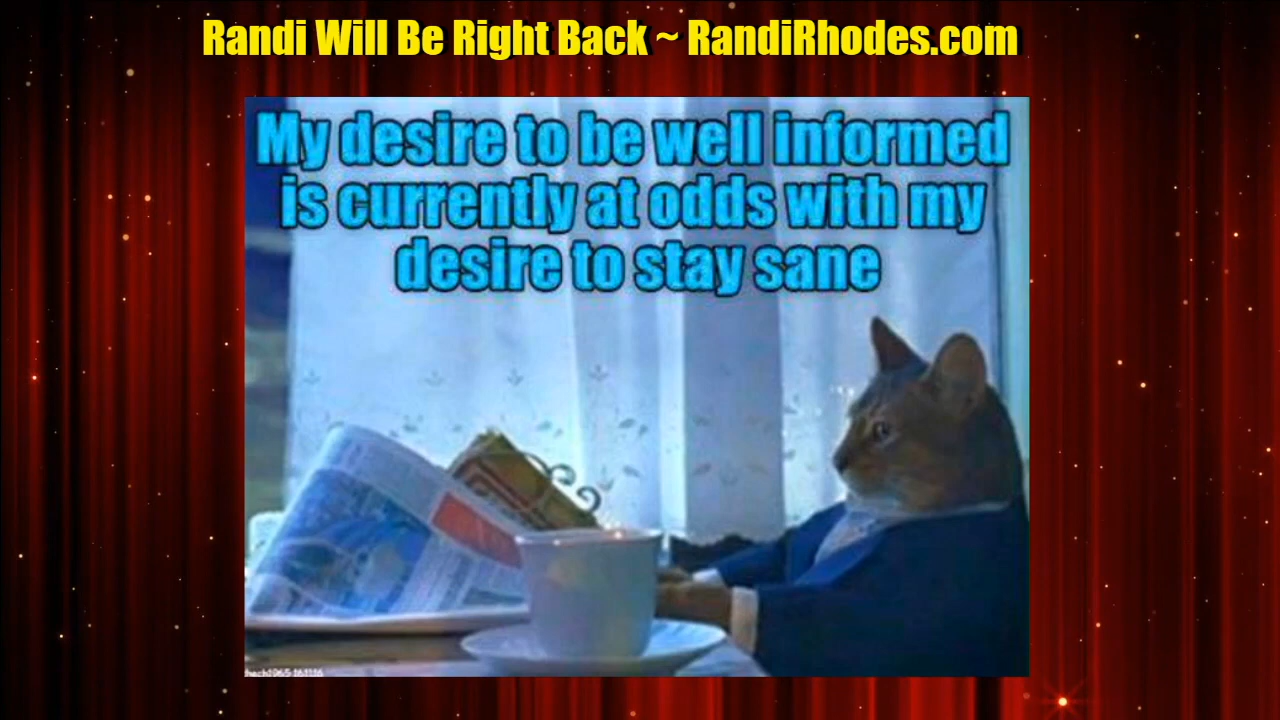 Randi Will Be Right Back ~ RandiRhodes.com
My desire to be well informed
is currently at odds with my
desire to stay sane